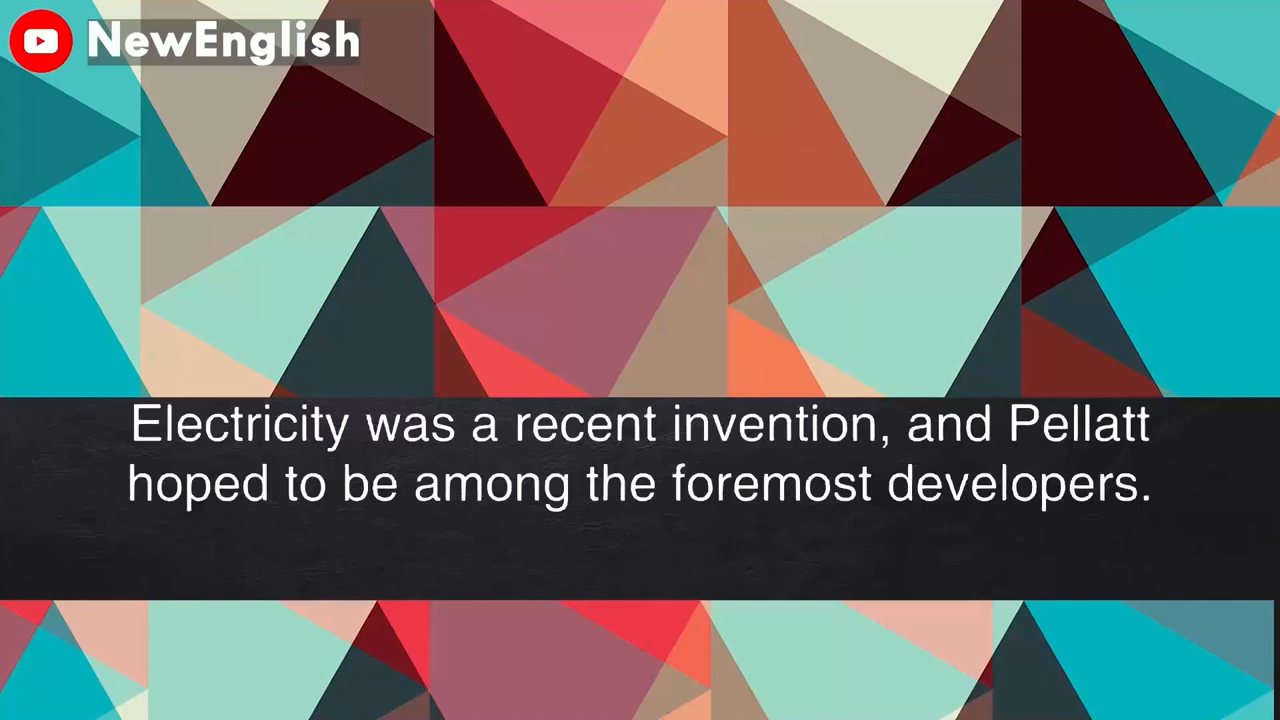 NewEnglish
Electricity was a recent invention, and Pellatt
hoped to be among the foremost developers.